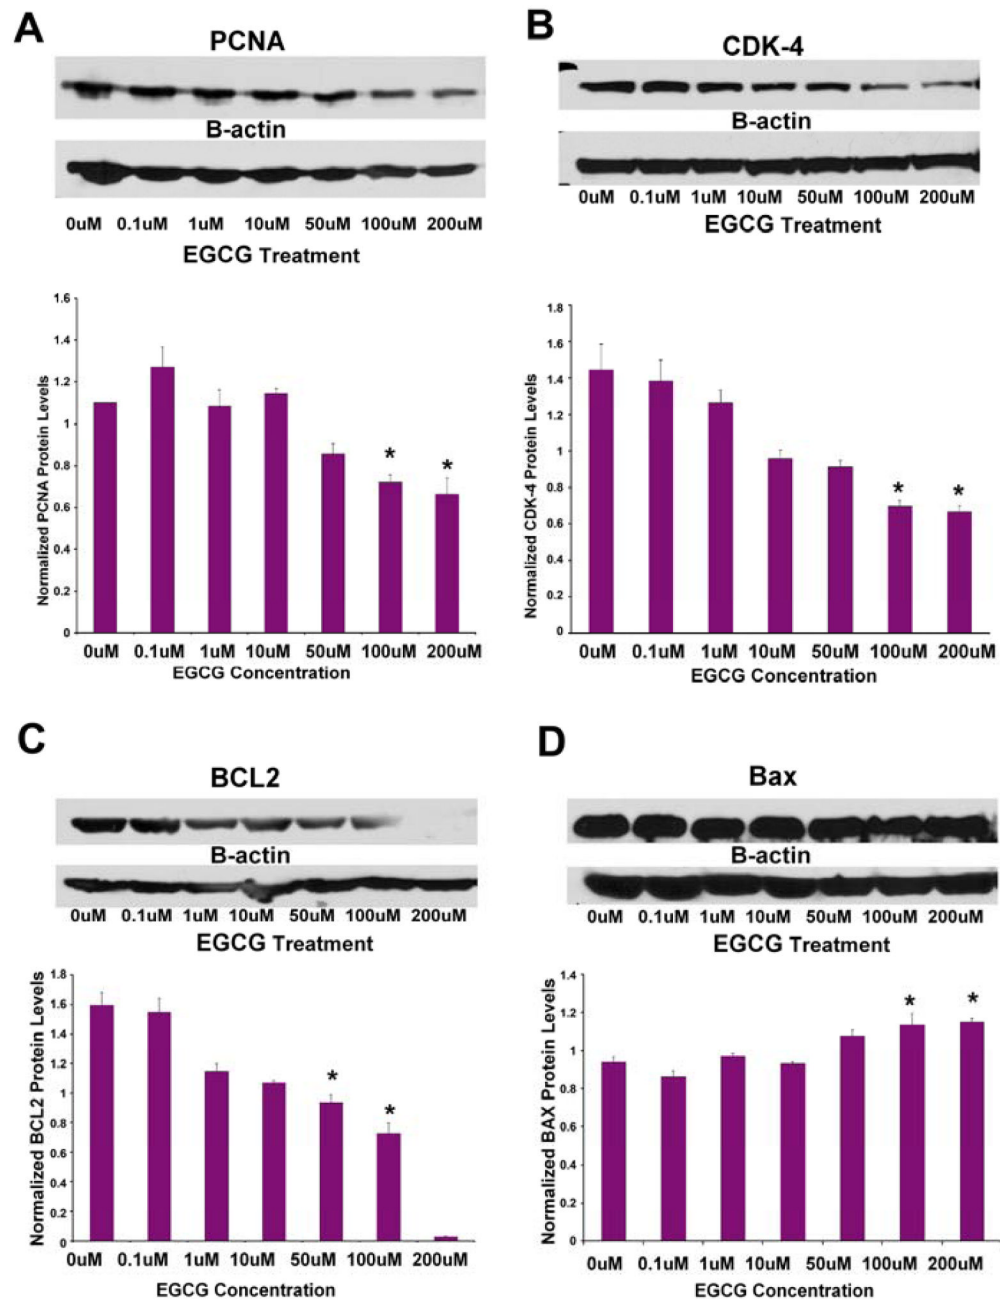 A
PCNA
B-actin
0uM 0.1uM 1uM 10uM 50uM 100uM 200uM
EGCG Treatment
1.6
1.4
1.2
1
0.8
0.6
0.4
0.2
0
Normalized PCNA Protein Levels
* *
0uM 0.1uM 1uM 10uM 50uM 100uM 200uM
EGCG Concentration
B
CDK-4
B-actin
0uM 0.1uM 1uM 10uM 50uM 100uM 200uM
EGCG Treatment
1.8
1.6
1.4
1.2
1
0.8
0.6
0.4
0.2
0
Normalized CDK-4 Protein Levels
* *
0uM 0.1uM 1uM 10uM 50uM 100uM 200uM
EGCG Concentration
C
BCL2
B-actin
0uM 0.1uM 1uM 10uM 50uM 100uM 200uM
EGCG Treatment
1.8
1.6
1.4
1.2
1
0.8
0.6
0.4
0.2
0
Normalized BCL2 Protein Levels
* *
0uM 0.1uM 1uM 10uM 50uM 100uM 200uM
EGCG Concentration
D
Bax
B-actin
0uM 0.1uM 1uM 10uM 50uM 100uM 200uM
EGCG Treatment
1.4
1.2
1
0.8
0.6
0.4
0.2
0
Normalized BAX Protein Levels
* *
0uM 0.1uM 1uM 10uM 50uM 100uM 200uM
EGCG Concentration